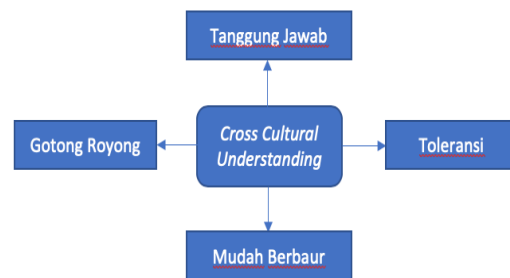 Tanggung Jawab
Gotong Royong
Cross Cultural
Understanding
Toleransi
Mudah Berbaur